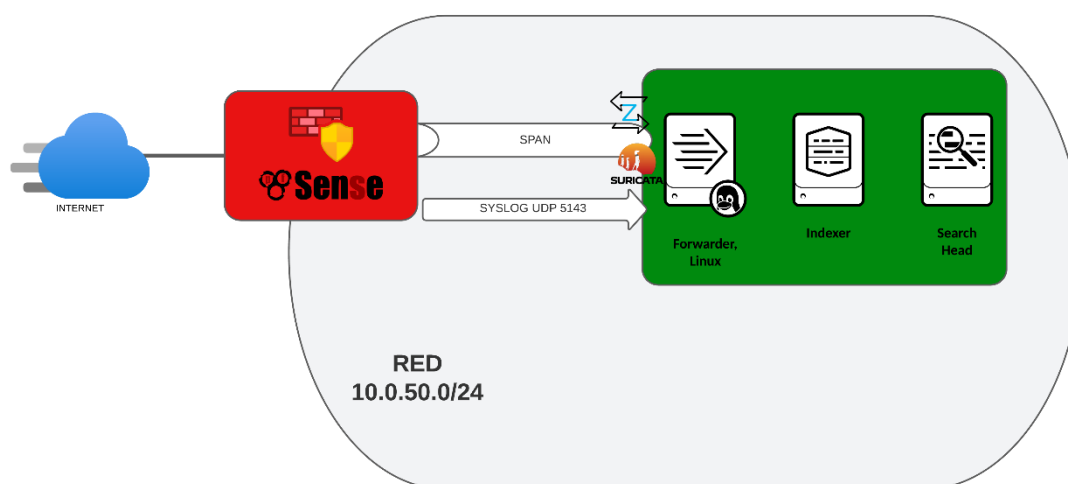 INTERNET
Sense
SPAN
Z
SURICATA
SYSLOG UDP 5143
Forwarder,
Linux
Indexer
Search
Head
RED
10.0.50.0/24